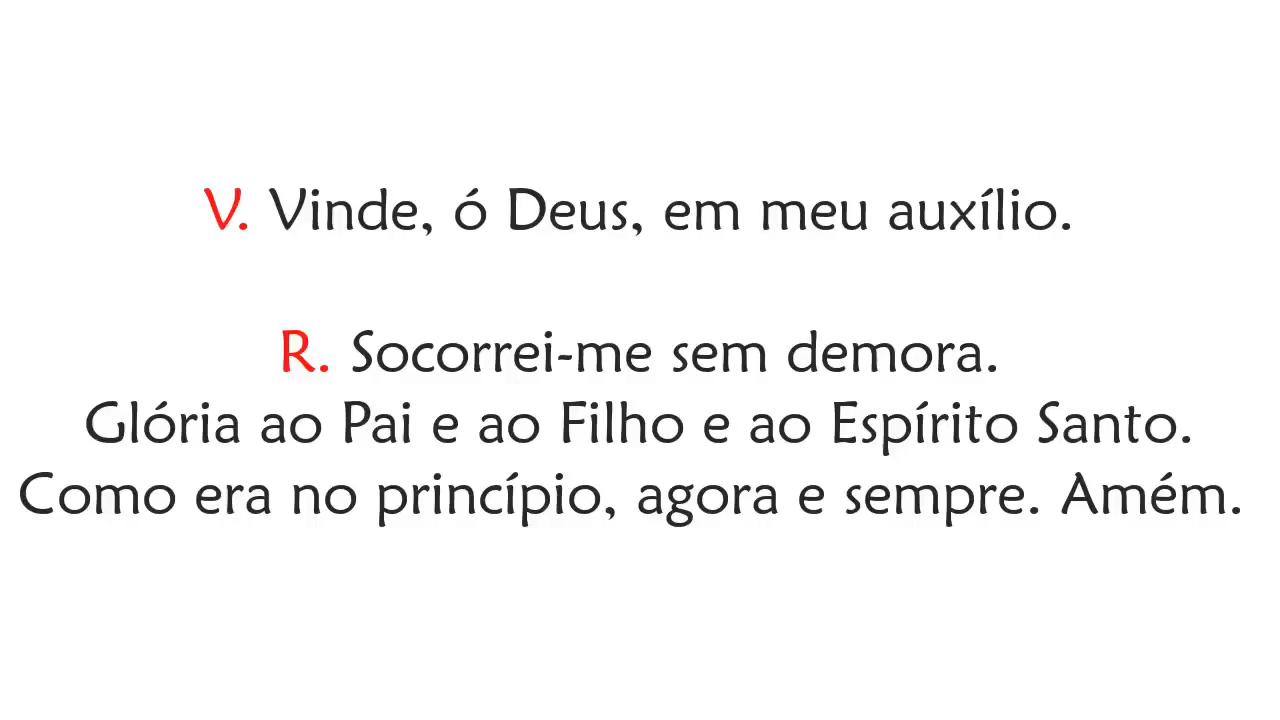 V. Vinde, ó Deus, em meu auxílio.
R. Socorrei-me sem demora.
Glória ao Pai e ao Filho e ao Espírito Santo.
Como era no princípio, agora e sempre. Amém.